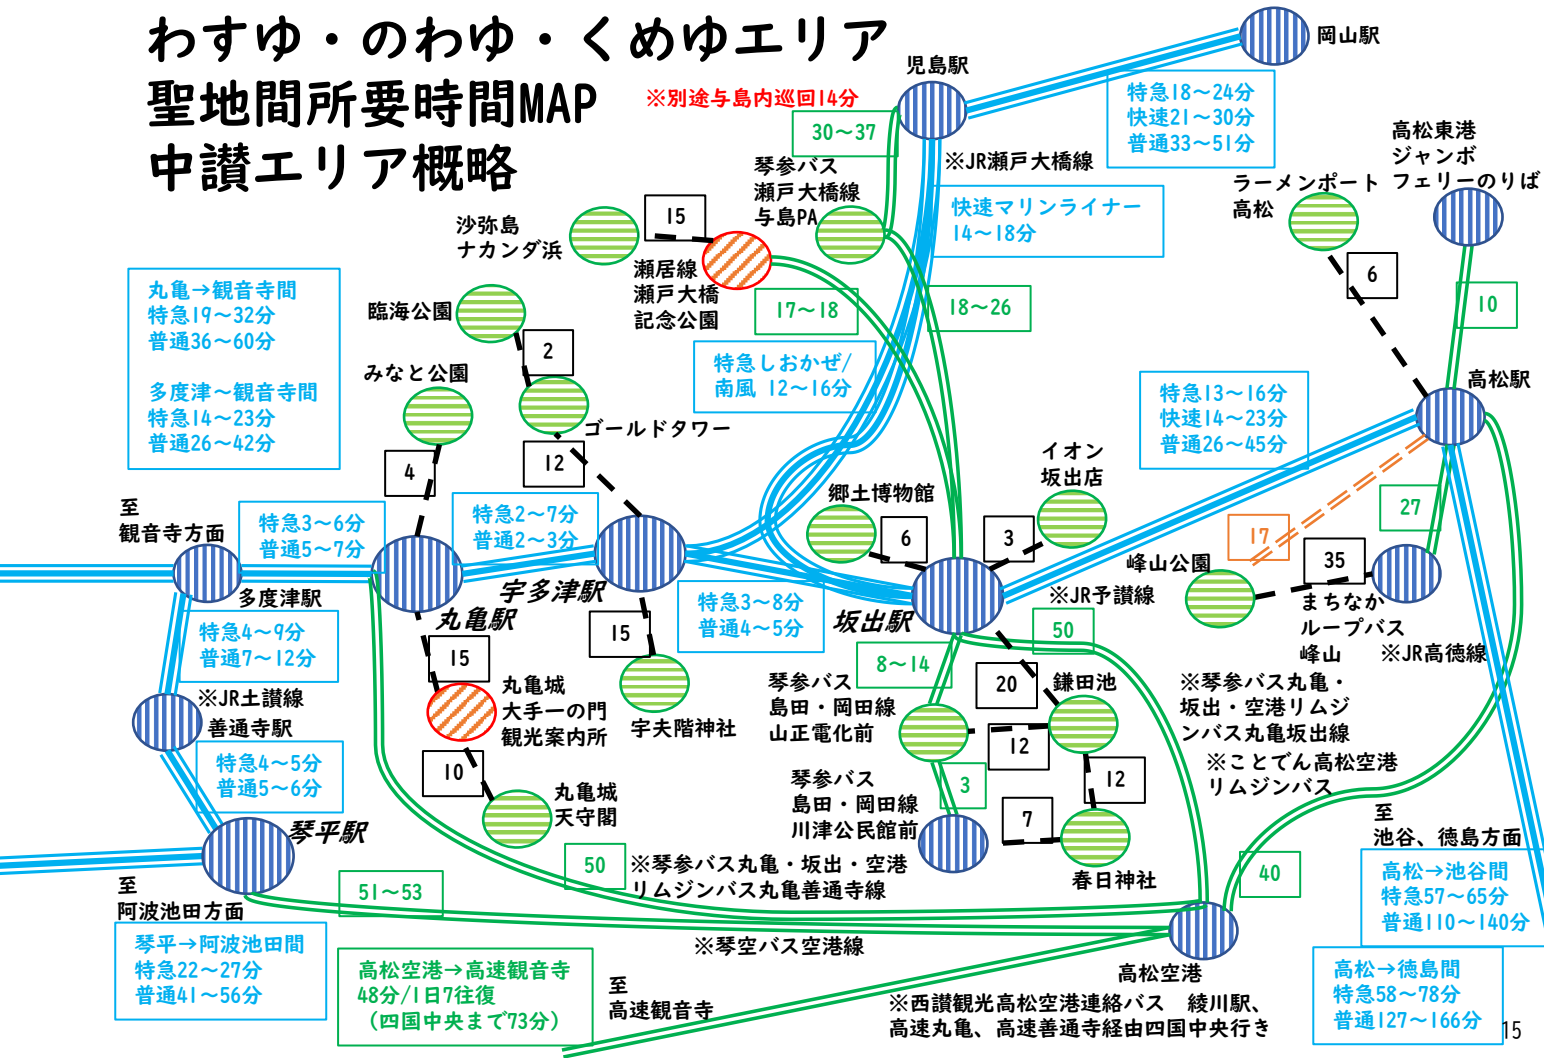 わすゆ・のわゆ・くめゆエリア
聖地間所要時間MAP
中讃エリア概略
※別途与島内巡回14分
児島駅
岡山駅
30～37
特急18～24分
快速21～30分
普通33～51分
※JR瀬戸大橋線
琴参バス
瀬戸大橋線
与島PA
快速マリンライナー
14～18分
高松東港
ジャンボ
フェリーのりば
ラーメンポート
高松
6
10
沙弥島
ナカンダ浜
15
瀬居線
瀬戸大橋
記念公園
17～18
18～26
丸亀→観音寺間
特急19～32分
普通36～60分
多度津～観音寺間
特急14～23分
普通26～42分
臨海公園
2
みなと公園
4
ゴールドタワー
12
特急しおかぜ/
南風 12～16分
特急13～16分
快速14～23分
普通26～45分
高松駅
イオン
坂出店
郷土博物館
6
3
至
観音寺方面
特急3～6分
普通5～7分
特急2～7分
普通2～3分
27
17
35
峰山公園
まちなか
ループバス
峰山
※JR高徳線
多度津駅
丸亀駅
宇多津駅
坂出駅
※JR予讃線
特急3～8分
普通4～5分
50
特急4～9分
普通7～12分
15
15
8～14
20
※JR土讃線
善通寺駅
丸亀城
大手一の門
観光案内所
宇夫階神社
琴参バス
島田・岡田線
山正電化前
鎌田池
12
12
※琴参バス丸亀・
坂出・空港リムジ
ンバス丸亀坂出線
※ことでん高松空港
リムジンバス
特急4～5分
普通5～6分
10
丸亀城
天守閣
琴参バス
島田・岡田線
川津公民館前
3
7
春日神社
琴平駅
50
※琴参バス丸亀・坂出・空港
リムジンバス丸亀善通寺線
至
池谷、徳島方面
40
高松→池谷間
特急57～65分
普通110～140分
至
阿波池田方面
51～53
琴平→阿波池田間
特急22～27分
普通41～56分
※琴空バス空港線
高松空港→高速観音寺
48分/1日7往復
（四国中央まで73分）
至
高速観音寺
高松空港
※西讃観光高松空港連絡バス　綾川駅、
高速丸亀、高速善通寺経由四国中央行き
高松→徳島間
特急58～78分
普通127～166分
15